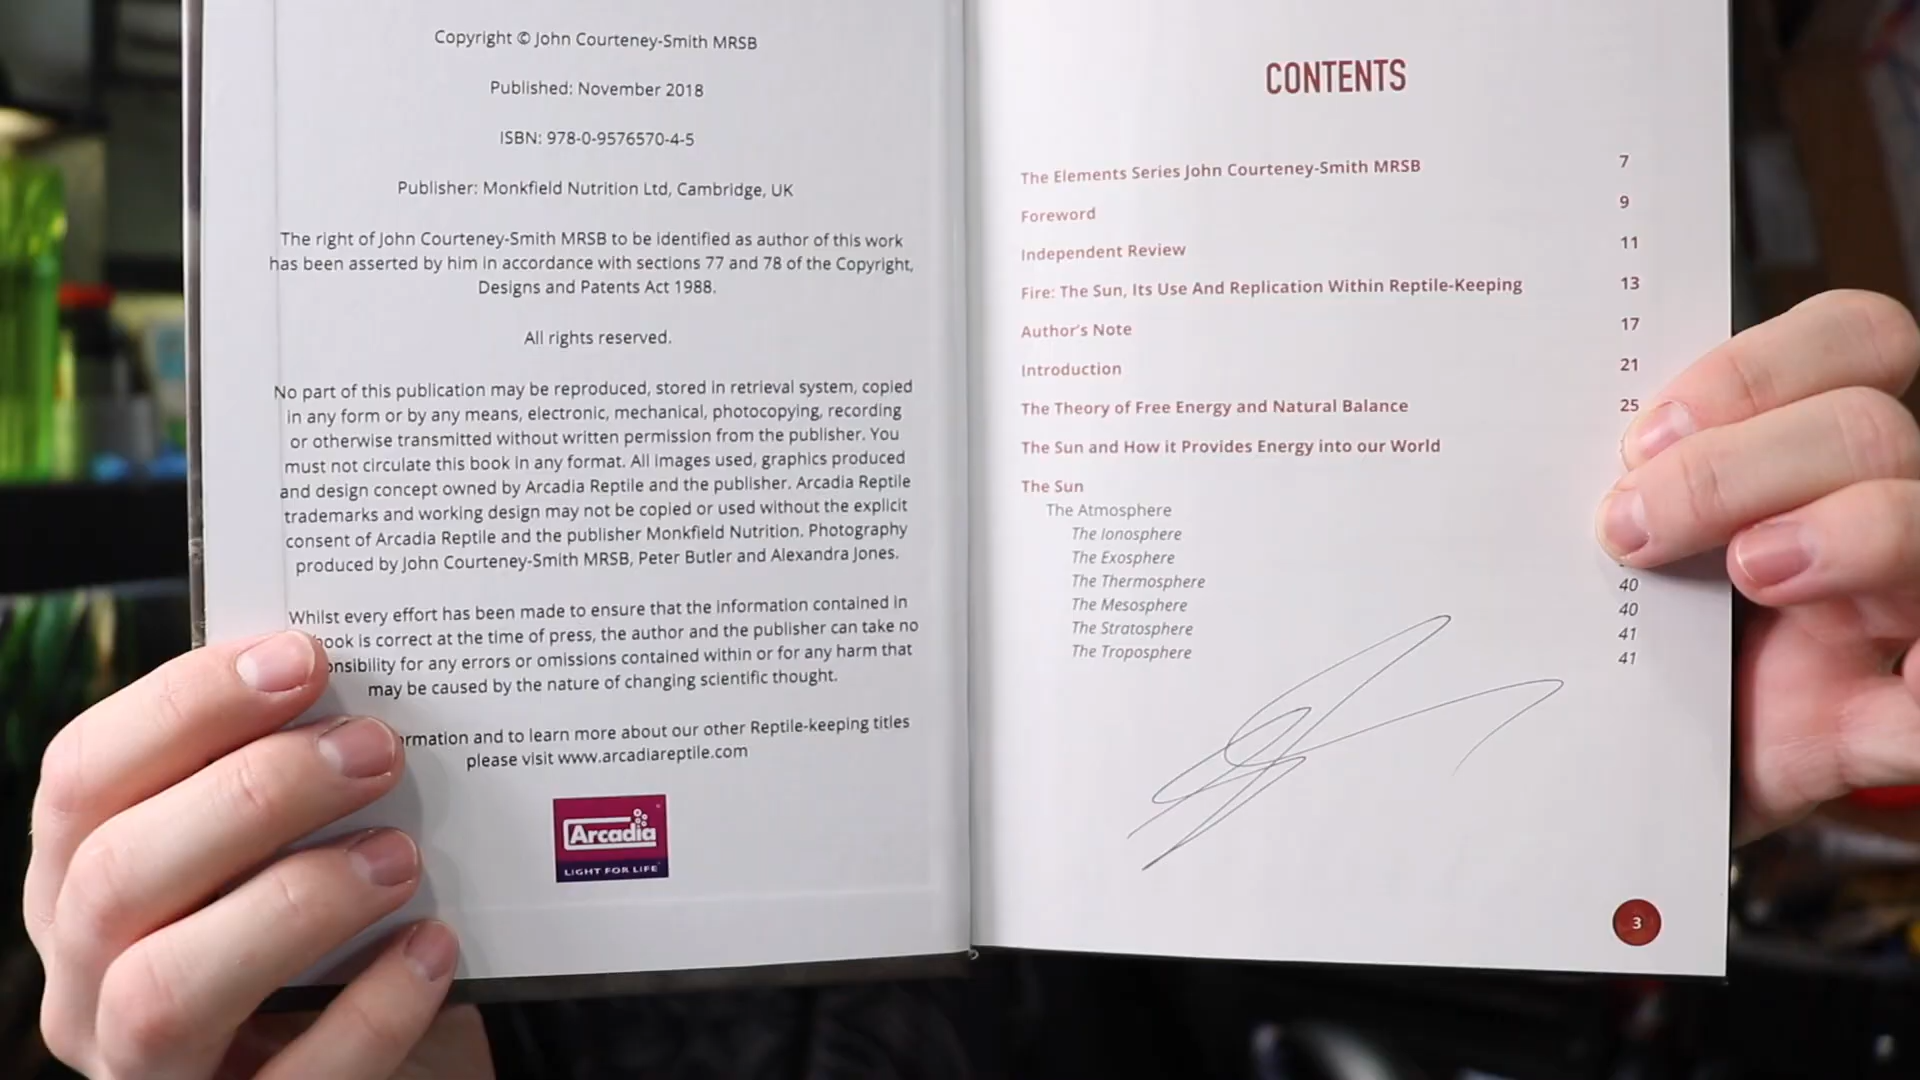 Copyright © John Courteney-Smith MRSB
Published: November 2018
ISBN: 978-0-9576570-4-5
Publisher: Monkfield Nutrition Ltd, Cambridge, UK
The right of John Courteney-Smith MRSB to be identified as author of this work
has been asserted by him in accordance with sections 77 and 78 of the Copyright,
Designs and Patents Act 1988.
All rights reserved.
No part of this publication may be reproduced, stored in retrieval system, copied
in any form or by any means, electronic, mechanical, photocopying, recording
or otherwise transmitted without written permission from the publisher. You
must not circulate this book in any format. All images used, graphics produced
and design concept owned by Arcadia Reptile and the publisher. Arcadia Reptile
trademarks and working design may not be copied or used without the explicit
consent of Arcadia Reptile and the publisher Monkfield Nutrition. Photography
produced by John Courteney-Smith MRSB, Peter Butler and Alexandra Jones.
Whilst every effort has been made to ensure that the information contained in
book is correct at the time of press, the author and the publisher can take no
for any errors or omissions contained within or for any harm that
may be caused by the nature of changing scientific thought.
and to learn more about our other Reptile-keeping titles
please visit www.arcadiareptile.com
Arcadia
LIGHT FOR LIFE
CONTENTS
The Elements Series John Courteney-Smith MRSB 7
Foreword 9
Independent Review 11
Fire: The Sun, Its Use And Replication Within Reptile-Keeping 13
Author's Note 17
Introduction 21
The Theory of Free Energy and Natural Balance 25
The Sun and How it Provides Energy into our World
The Sun
The Atmosphere
The Ionosphere
The Exosphere
The Thermosphere 40
The Mesosphere 40
The Stratosphere 41
The Troposphere 41
3